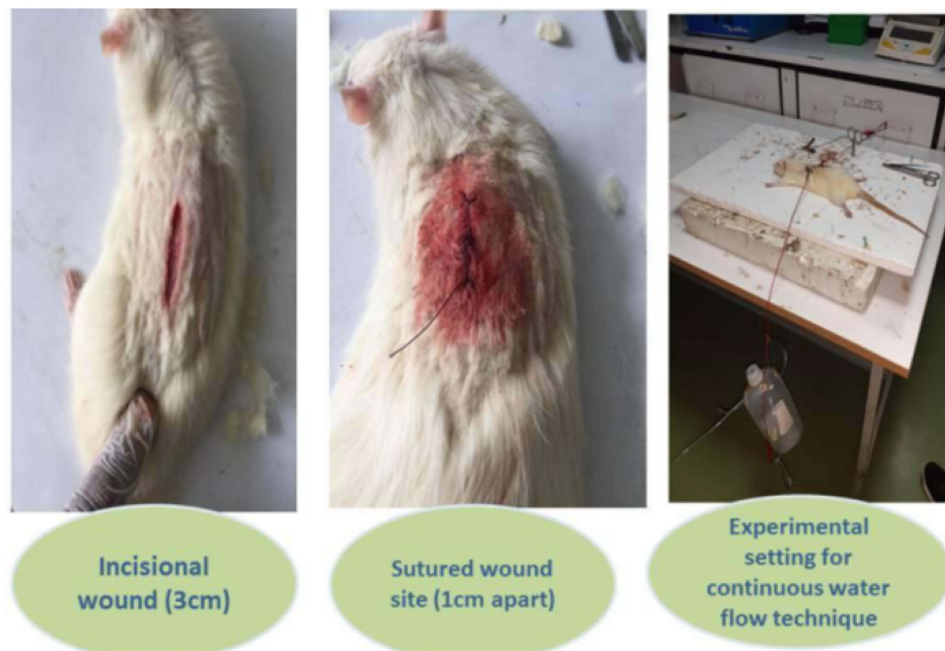 Incisional
wound (3cm)
Sutured wound
site (1cm apart)
Experimental
setting for
continuous water
flow technique